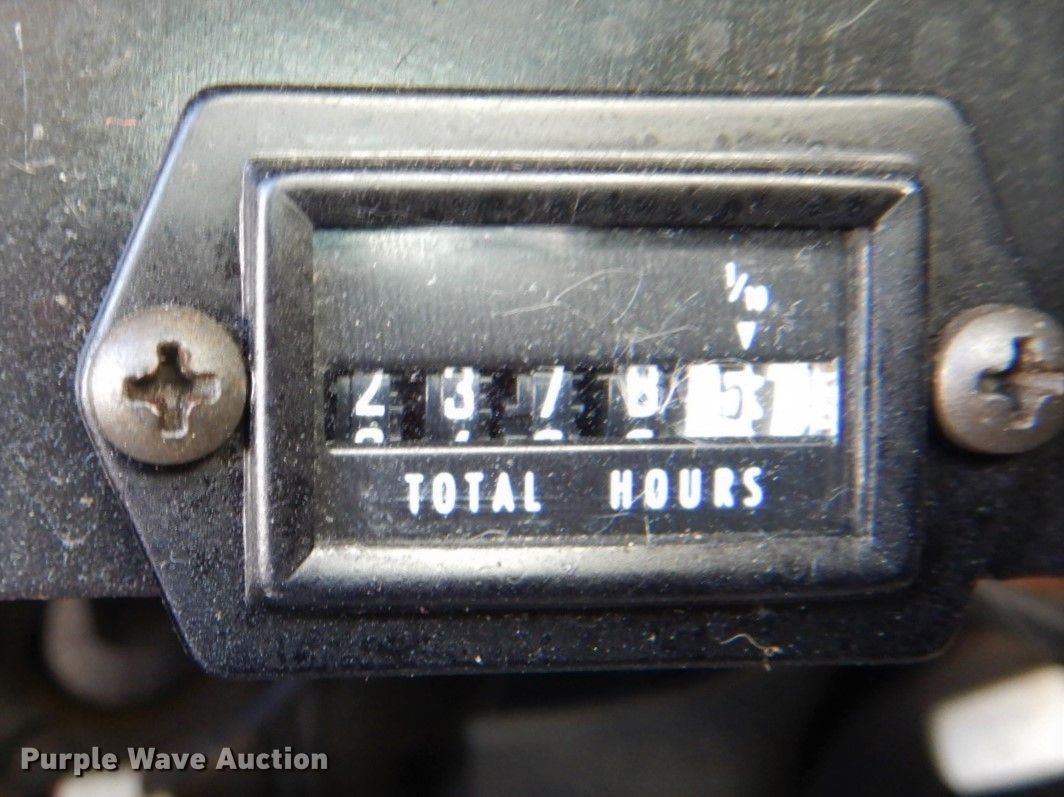 1/10
2 3 7 8 5
TOTAL HOURS
Purple Wave Auction